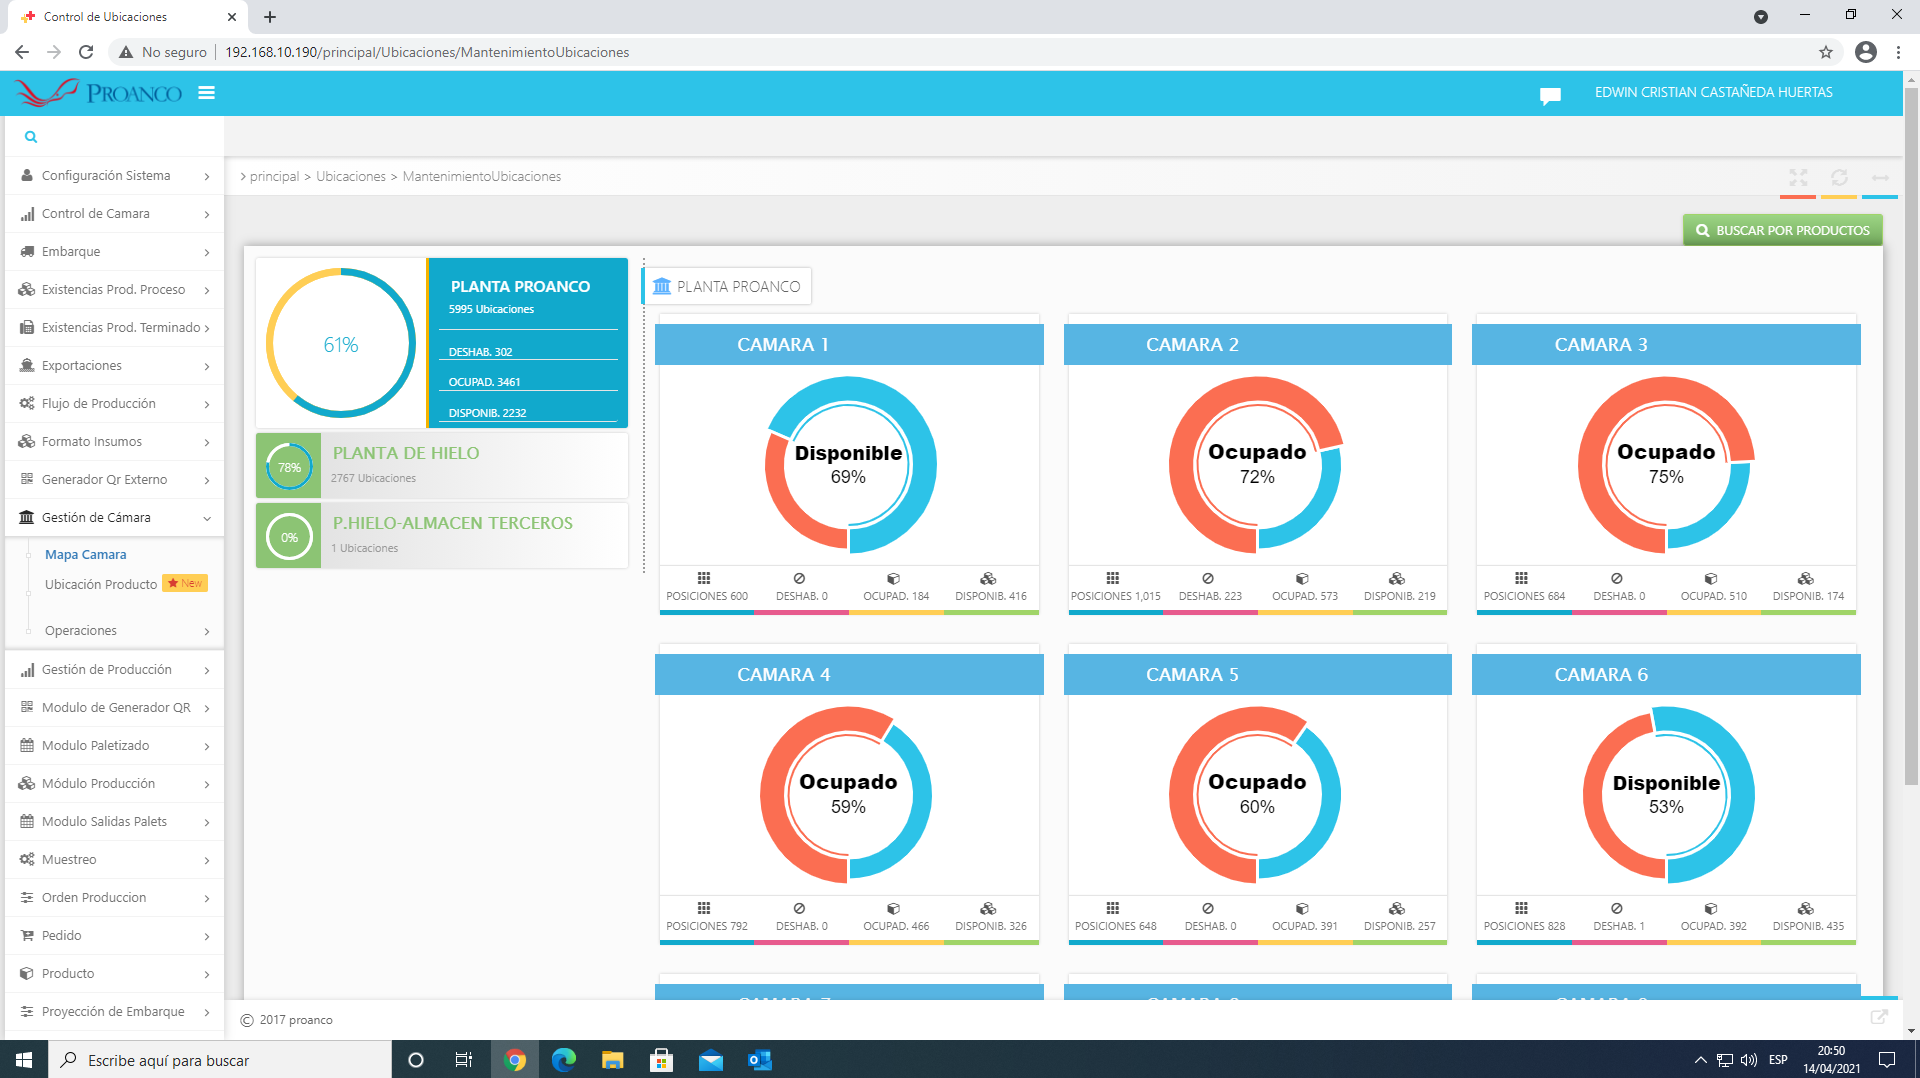 Control de Ubicaciones
No seguro
192.168.10.190/principal/Ubicaciones/MantenimientoUbicaciones
PROANCO
EDWIN CRISTIAN CASTAÑEDA HUERTAS
Configuración Sistema
Control de Camara
Embarque
Existencias Prod. Proceso
Existencias Prod. Terminado
Exportaciones
Flujo de Producción
Formato Insumos
Generador Qr Externo
Gestión de Cámara
Mapa Camara
Ubicación Producto New
Operaciones
Gestión de Producción
Modulo de Generador QR
Modulo Paletizado
Módulo Producción
Modulo Salidas Palets
Muestreo
Orden Produccion
Pedido
Producto
Proyección de Embarque
> principal > Ubicaciones > MantenimientoUbicaciones
BUSCAR POR PRODUCTOS
61%
PLANTA PROANCO
5995 Ubicaciones
DESHAB. 302
OCUPAD. 3461
DISPONIB. 2232
78%
PLANTA DE HIELO
2767 Ubicaciones
0%
P.HIELO-ALMACEN TERCEROS
1 Ubicaciones
PLANTA PROANCO
CAMARA 1
Disponible
69%
POSICIONES 600 DESHAB. 0 OCUPAD. 184 DISPONIB. 416
CAMARA 2
Ocupado
72%
POSICIONES 1,015 DESHAB. 223 OCUPAD. 573 DISPONIB. 219
CAMARA 3
Ocupado
75%
POSICIONES 684 DESHAB. 0 OCUPAD. 510 DISPONIB. 174
CAMARA 4
Ocupado
59%
POSICIONES 792 DESHAB. 0 OCUPAD. 466 DISPONIB. 326
CAMARA 5
Ocupado
60%
POSICIONES 648 DESHAB. 0 OCUPAD. 391 DISPONIB. 257
CAMARA 6
Disponible
53%
POSICIONES 828 DESHAB. 1 OCUPAD. 392 DISPONIB. 435
© 2017 proanco
Escribe aquí para buscar
ESP
20:50
14/04/2021